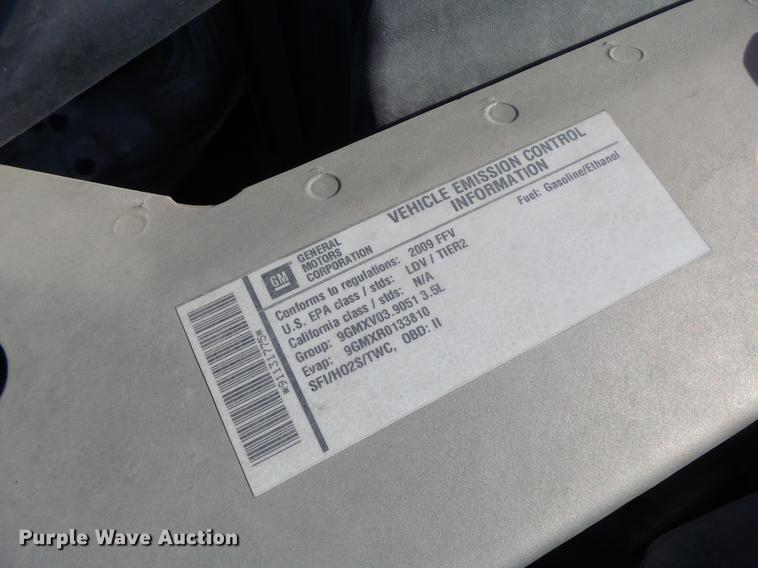 GM
GENERAL
MOTORS
CORPORATION
VEHICLE EMISSION CONTROL
INFORMATION
Conforms to regulations: 2009 FFV
Fuel: Gasoline/Ethanol
U.S. EPA class / stds: LDV / TIER2
California class / stds: N/A
Group: 9GMXV03.9051 3.5L
Evap: 9GMXR0133810
SFI/HO2S/TWC, OBD: II
*91131775*
Purple Wave Auction